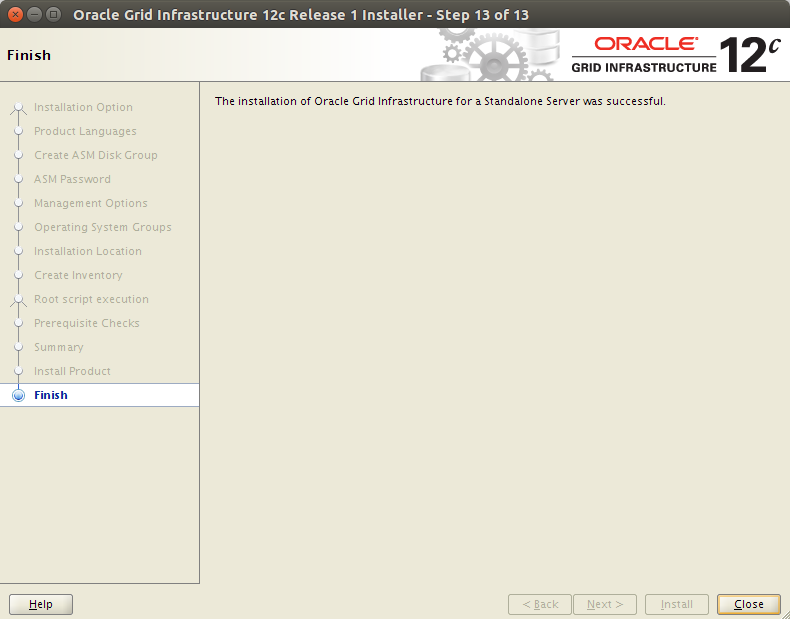 Oracle Grid Infrastructure 12c Release 1 Installer - Step 13 of 13
Finish
ORACLE®
GRID INFRASTRUCTURE
12c
Installation Option
Product Languages
Create ASM Disk Group
ASM Password
Management Options
Operating System Groups
Installation Location
Create Inventory
Root script execution
Prerequisite Checks
Summary
Install Product
Finish
The installation of Oracle Grid Infrastructure for a Standalone Server was successful.
Help
< Back
Next >
Install
Close